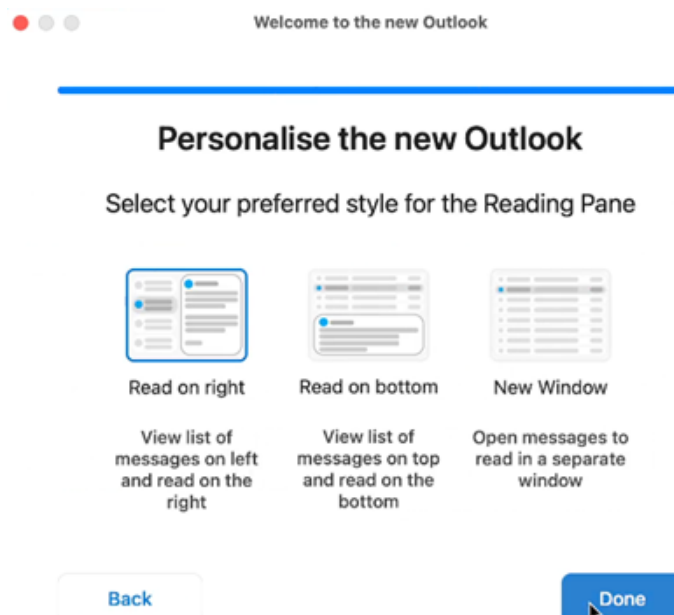 Welcome to the new Outlook
Personalise the new Outlook
Select your preferred style for the Reading Pane
Read on right
Read on bottom
New Window
View list of
messages on left
and read on the
right
View list of
messages on top
and read on the
bottom
Open messages to
read in a separate
window
Back
Done